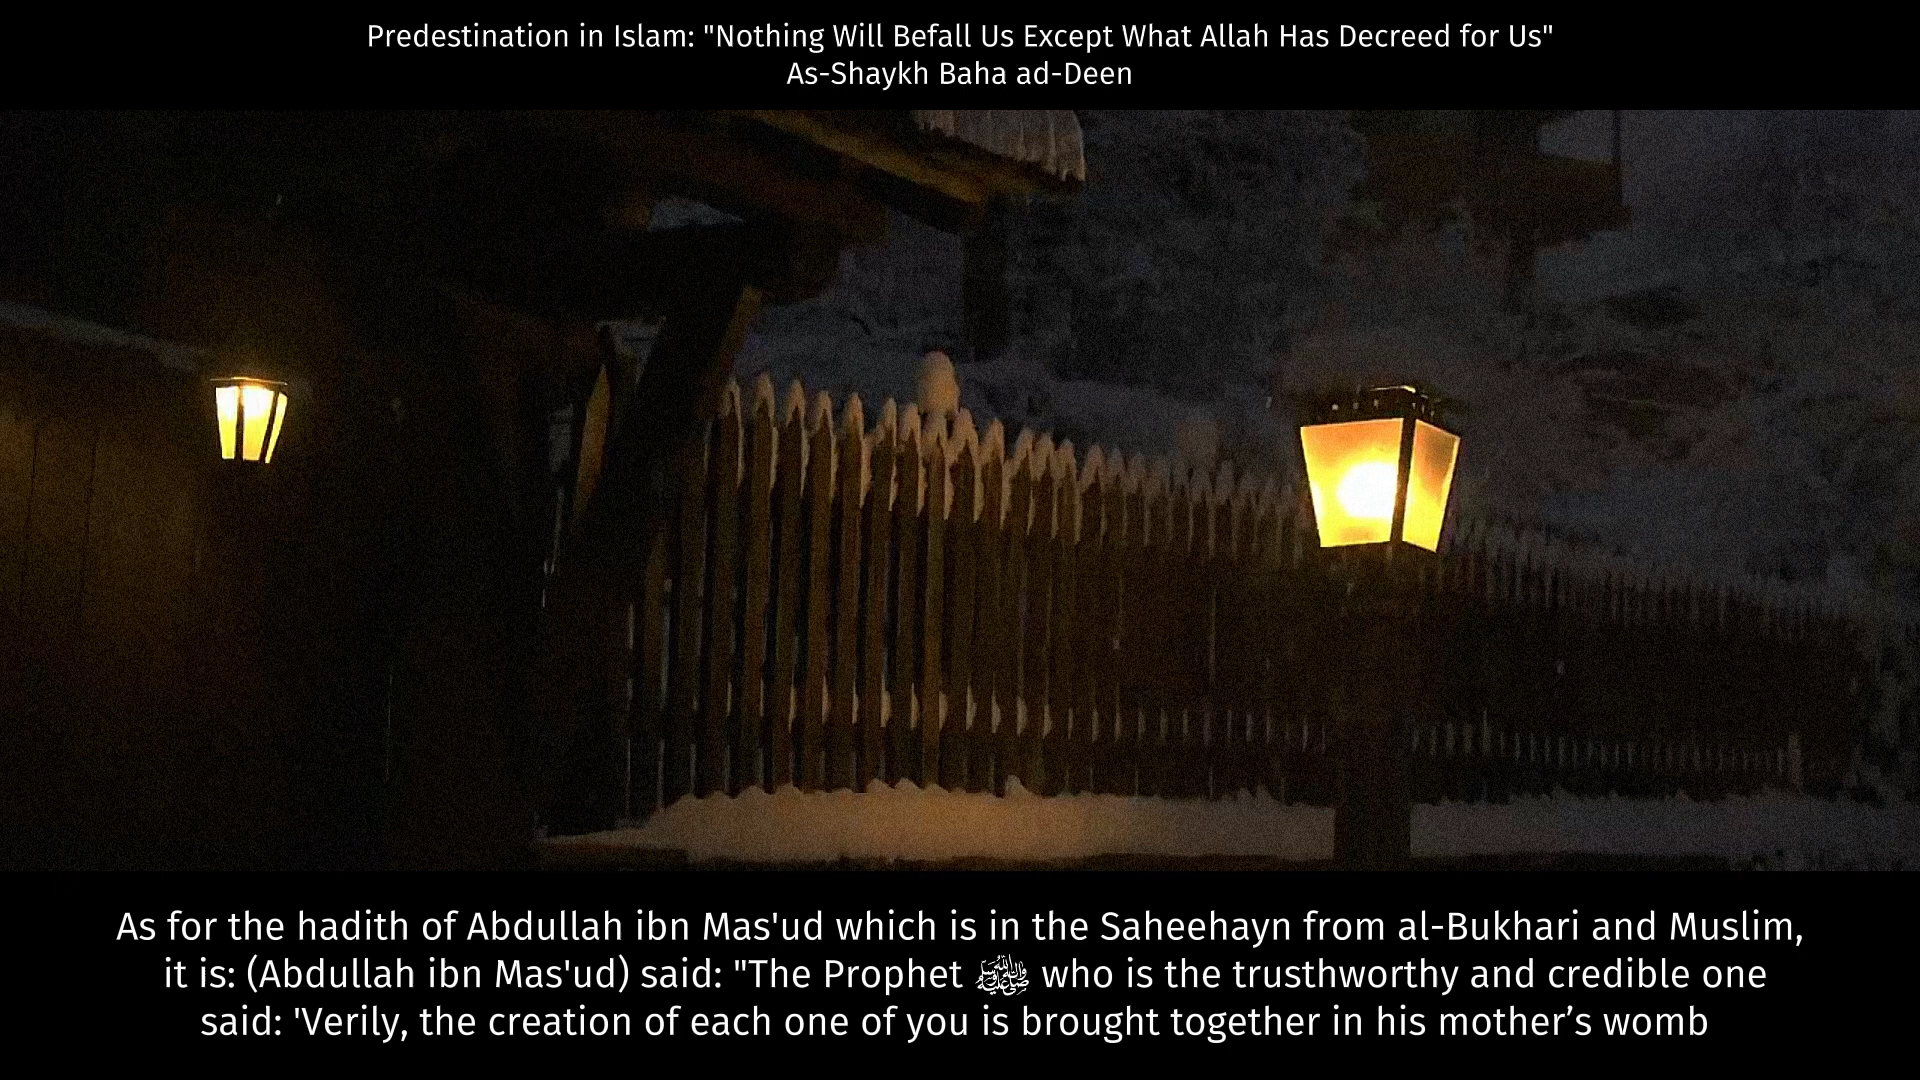 Predestination in Islam: "Nothing Will Befall Us Except What Allah Has Decreed for Us"
As-Shaykh Baha ad-Deen
As for the hadith of Abdullah ibn Mas'ud which is in the Saheehayn from al-Bukhari and Muslim,
it is: (Abdullah ibn Mas'ud) said: "The Prophet ﷺ who is the trusthworthy and credible one
said: 'Verily, the creation of each one of you is brought together in his mother’s womb